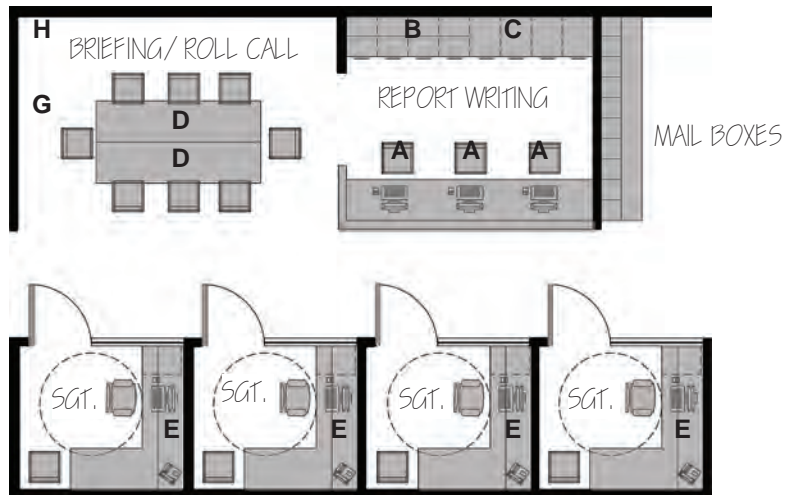 H
B
C
BRIEFING/ ROLL CALL
G
D
D
REPORT WRITING
A
A
A
MAIL BOXES
SGT.
SGT.
SGT.
SGT.
E
E
E
E